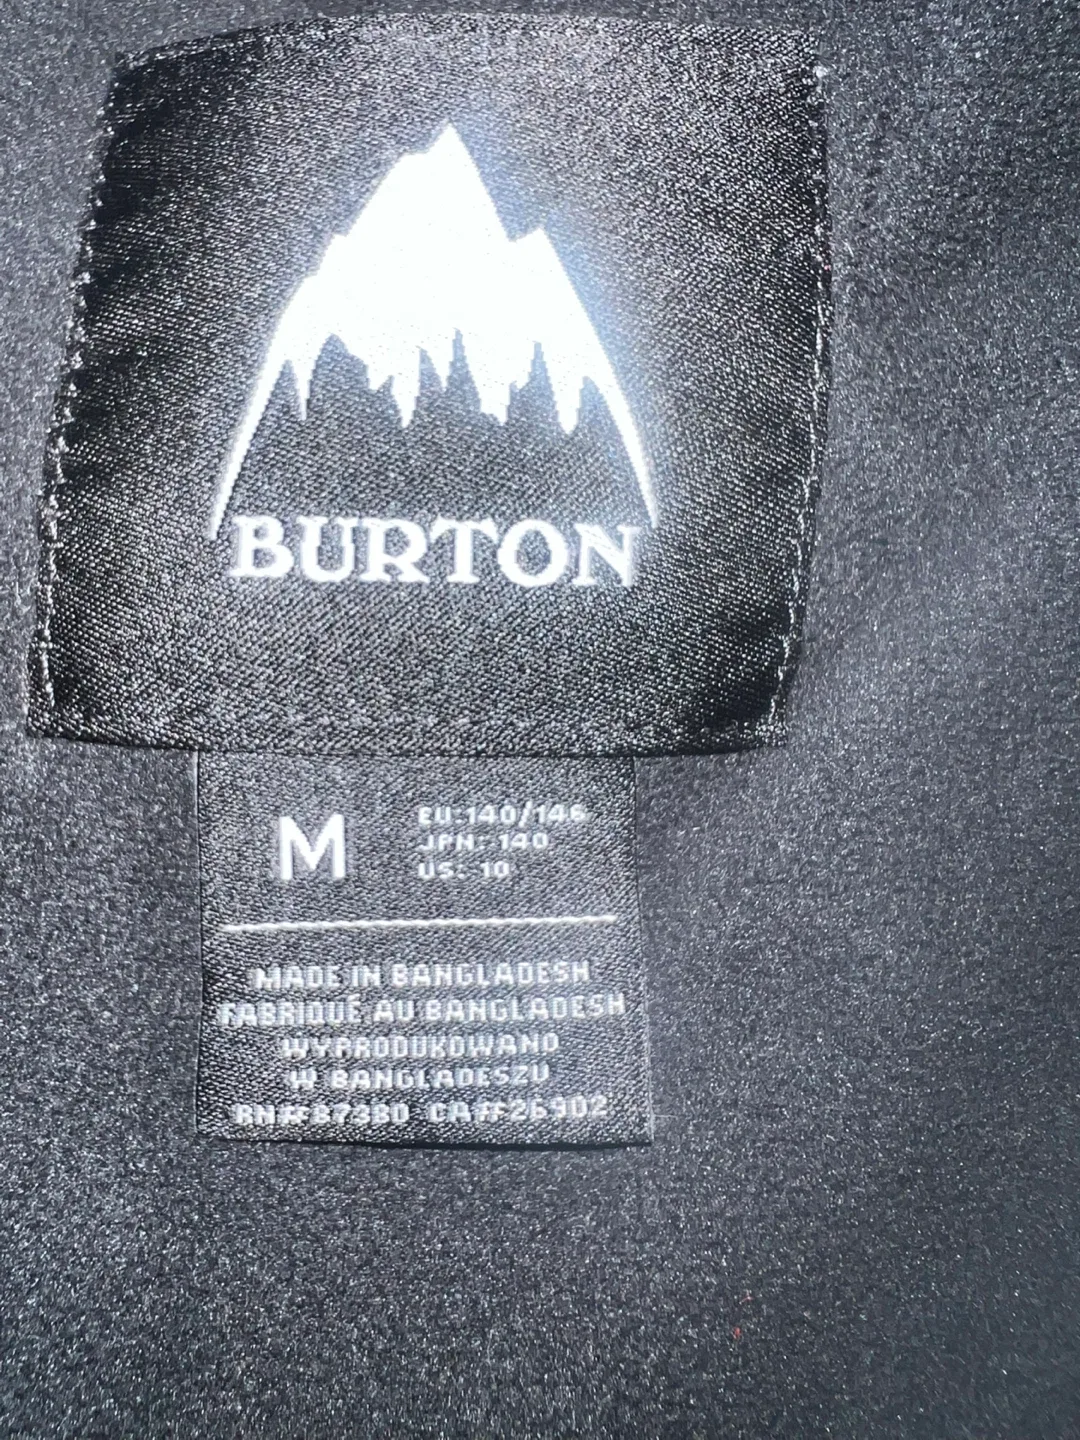 BURTON
M
EU: 140/146
JPN: 140
US: 10
MADE IN BANGLADESH
FABRIQUÉ AU BANGLADESH
WYPRODUKOWANO
W BANGLADESZU
RN# 87380 CA#26902